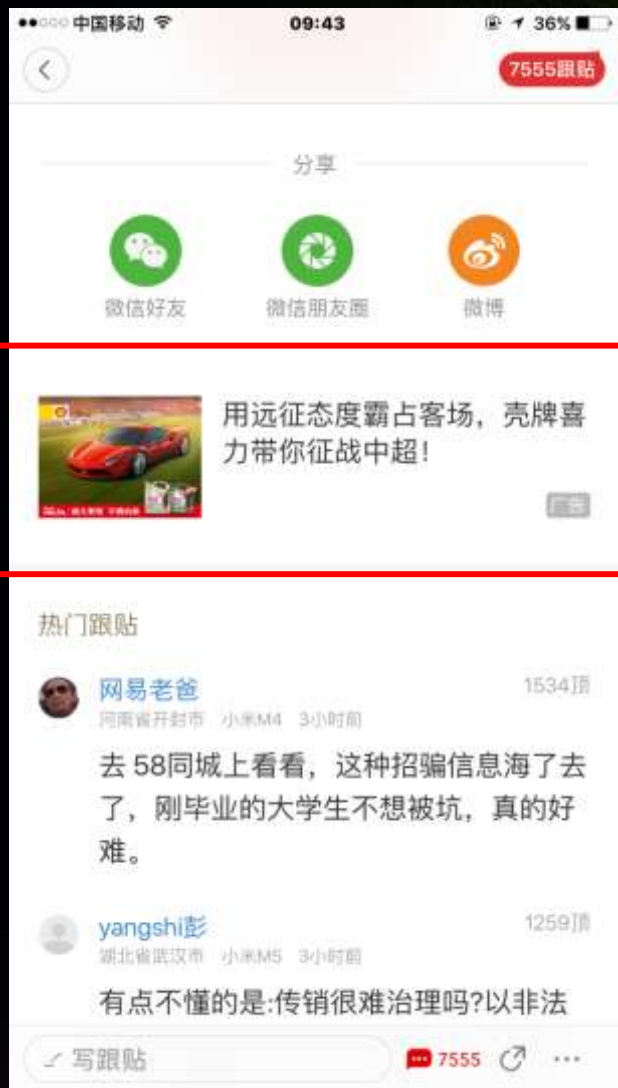 中国移动 09:43 36%
7555跟贴
分享
微信好友 微信朋友圈 微博
用远征态度霸占客场，壳牌喜
力带你征战中超！
广告
热门跟贴
网易老爸 1534顶
河南省开封市 小米M4 3小时前
去 58同城上看看，这种招骗信息海了去
了，刚毕业的大学生不想被坑，真的好
难。
yangshi彭 1259顶
湖北省武汉市 小米M5 3小时前
有点不懂的是:传销很难治理吗?以非法
写跟贴 7555